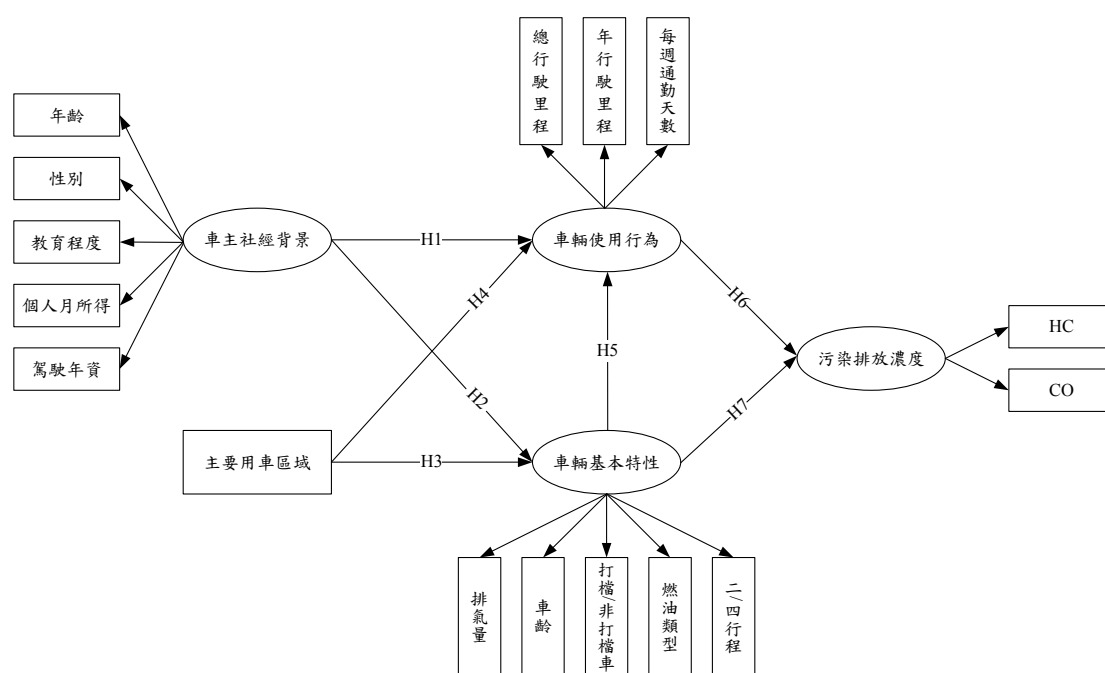 總行駛里程
年行駛里程
每週通勤天數
年齡
性別
教育程度
個人月所得
駕駛年資
車主社經背景
H1
車輛使用行為
H4
H6
H5
H2
H7
污染排放濃度
HC
CO
主要用車區域
H3
車輛基本特性
排氣量
車齡
打檔/非打檔車
燃油類型
二/四行程